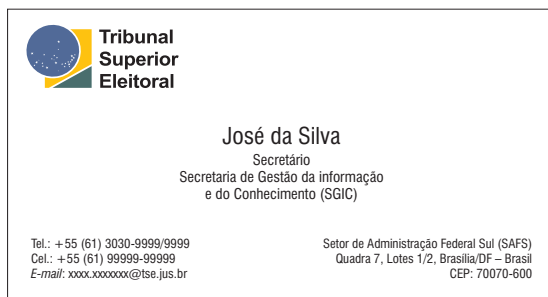 Tribunal
Superior
Eleitoral
José da Silva
Secretário
Secretaria de Gestão da informação
e do Conhecimento (SGIC)
Tel.: +55 (61) 3030-9999/9999
Cel.: +55 (61) 99999-99999
E-mail: xxxx.xxxxxxx@tse.jus.br
Setor de Administração Federal Sul (SAFS)
Quadra 7, Lotes 1/2, Brasília/DF – Brasil
CEP: 70070-600